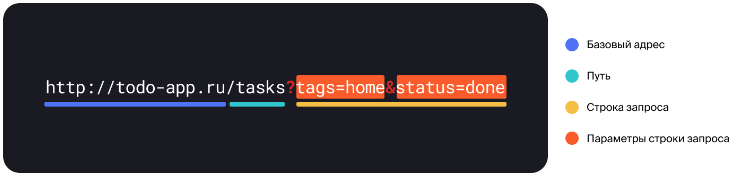 http://todo-app.ru/tasks?tags=home&status=done
Базовый адрес
Путь
Строка запроса
Параметры строки запроса